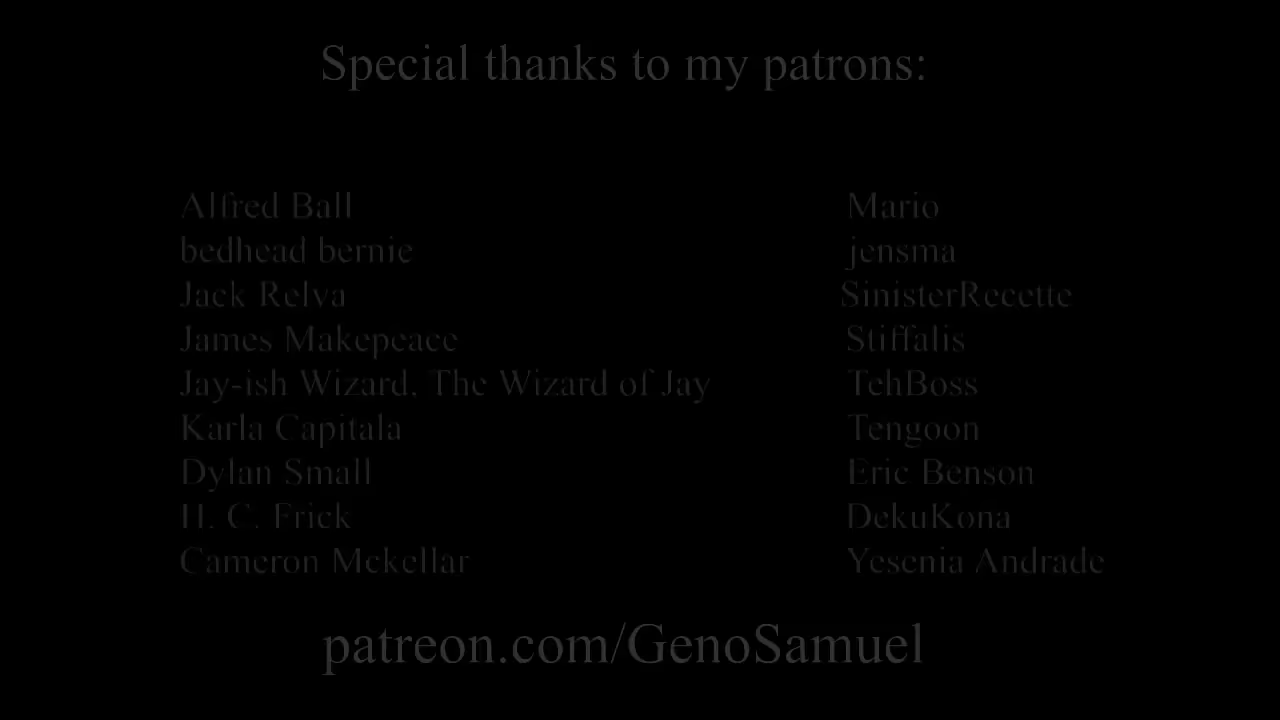 Special thanks to my patrons:
Alfred Ball
bedhead bernie
Jack Relva
James Makepeace
Jay-ish Wizard, The Wizard of Jay
Karla Capitala
Dylan Small
H. C. Frick
Cameron Mckellar
Mario
jensma
SinisterRecette
Stiffalis
TehBoss
Tengoon
Eric Benson
DekuKona
Yesenia Andrade
patreon.com/GenoSamuel